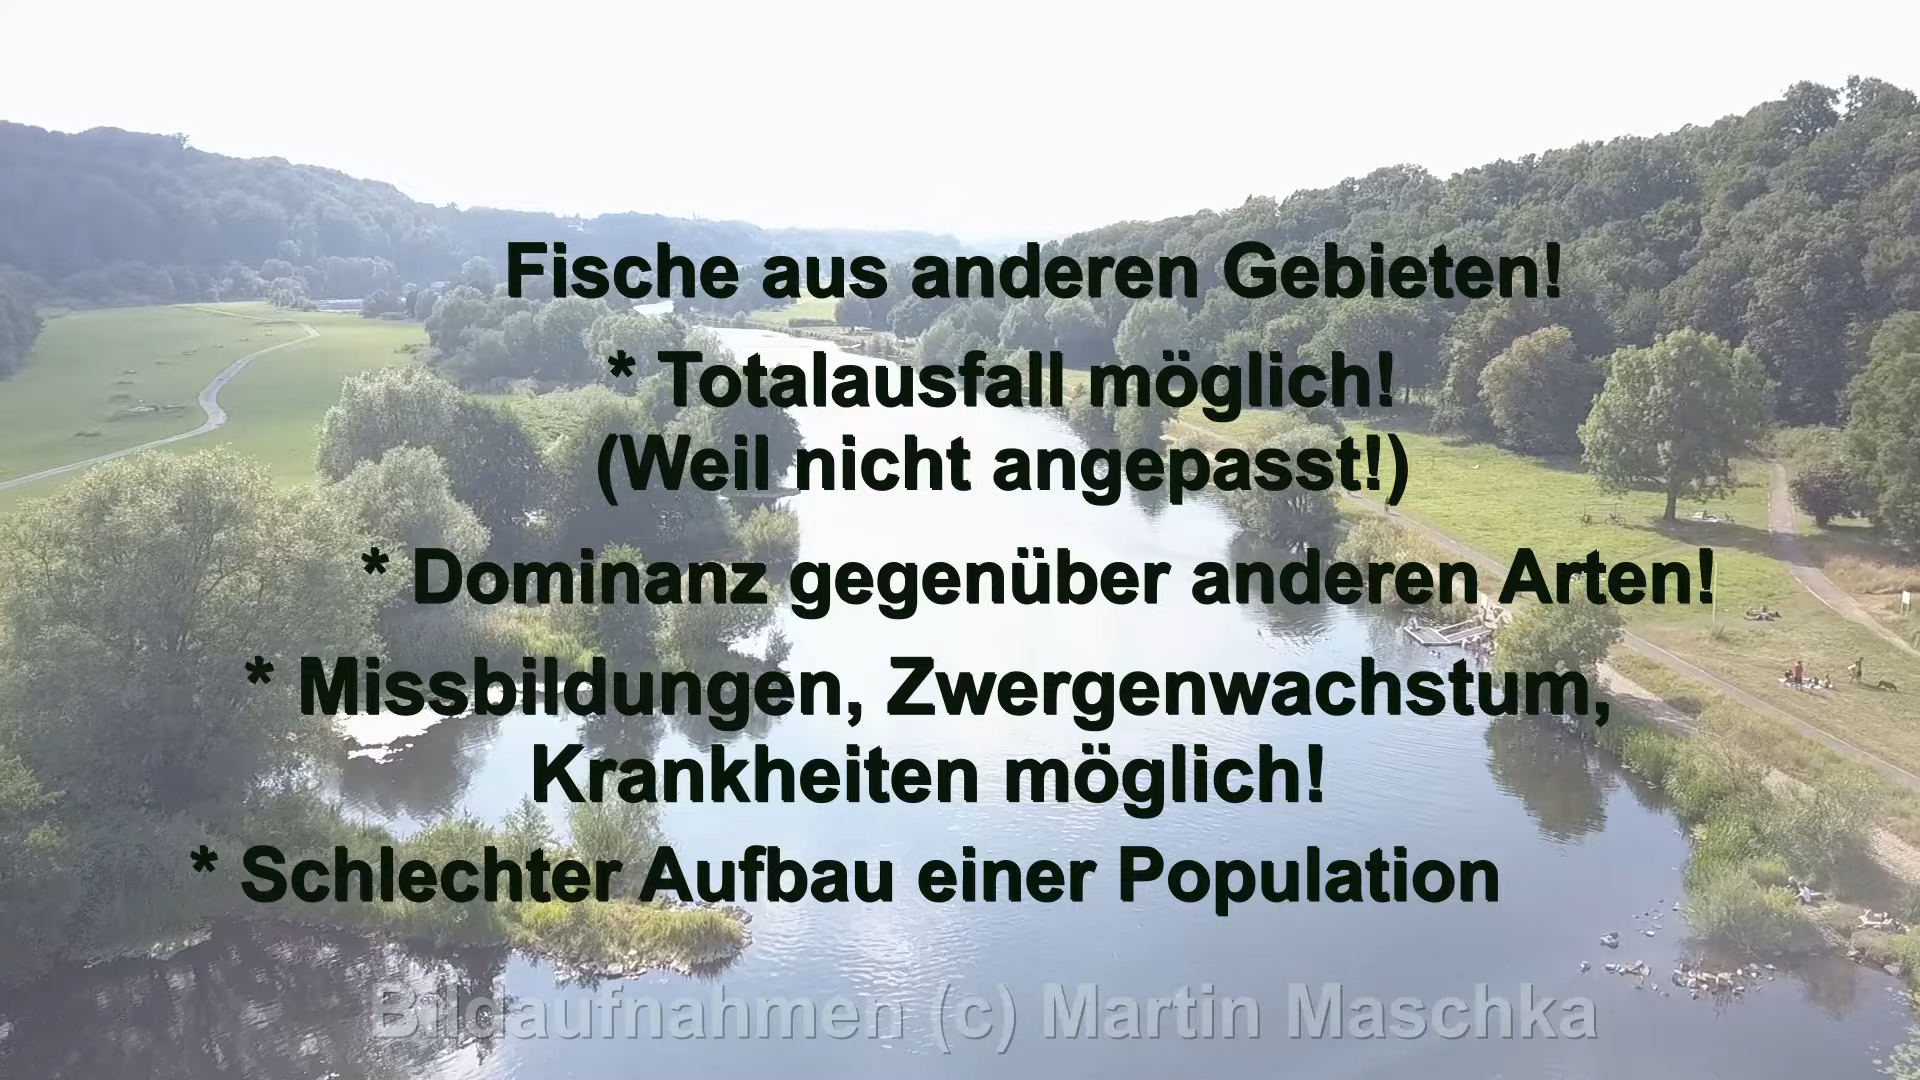 Fische aus anderen Gebieten!
* Totalausfall möglich!
(Weil nicht angepasst!)
* Dominanz gegenüber anderen Arten!
* Missbildungen, Zwergenwachstum,
Krankheiten möglich!
* Schlechter Aufbau einer Population
Bildaufnahmen (c) Martin Maschka